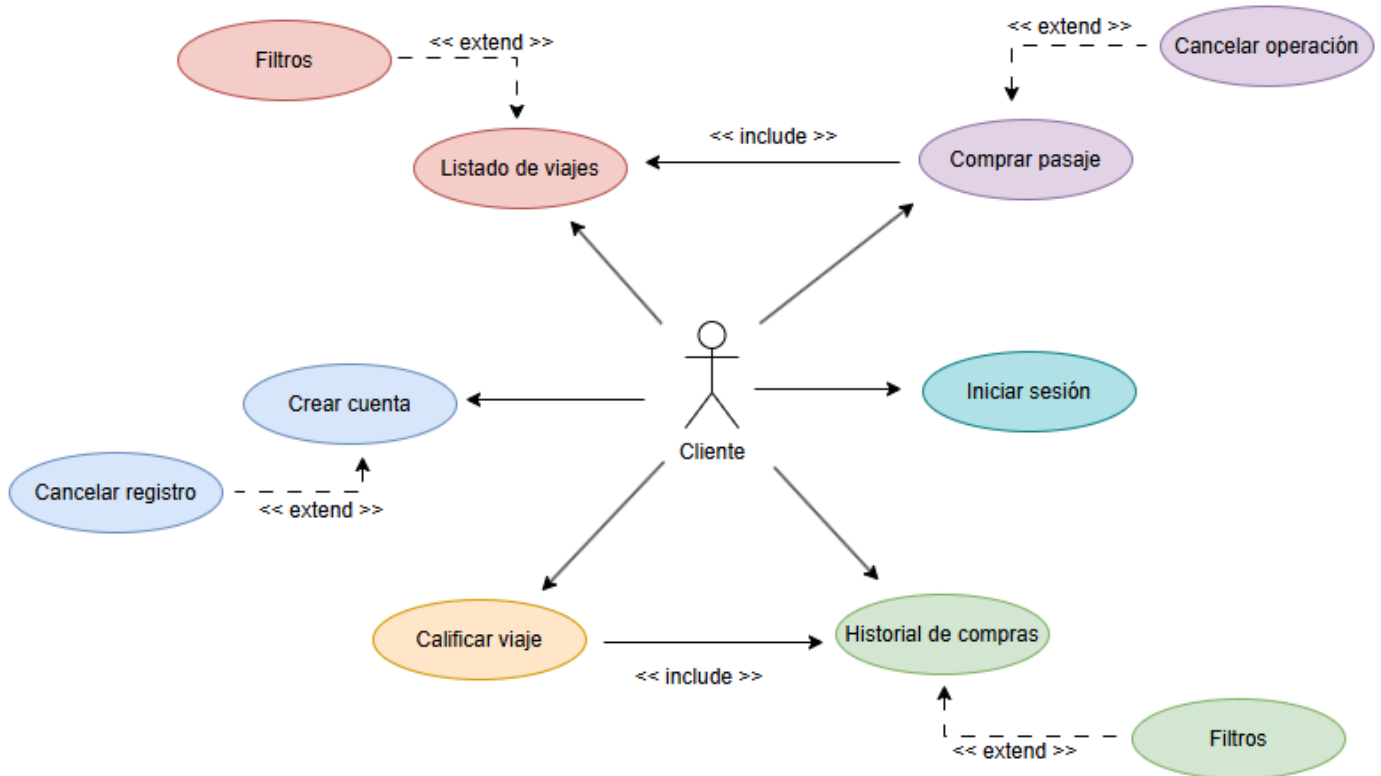 << extend >>
<< extend >>
Filtros
Cancelar operación
<< include >>
Listado de viajes
Comprar pasaje
Crear cuenta
Iniciar sesión
Cliente
Cancelar registro
<< extend >>
Calificar viaje
Historial de compras
<< include >>
<< extend >>
Filtros